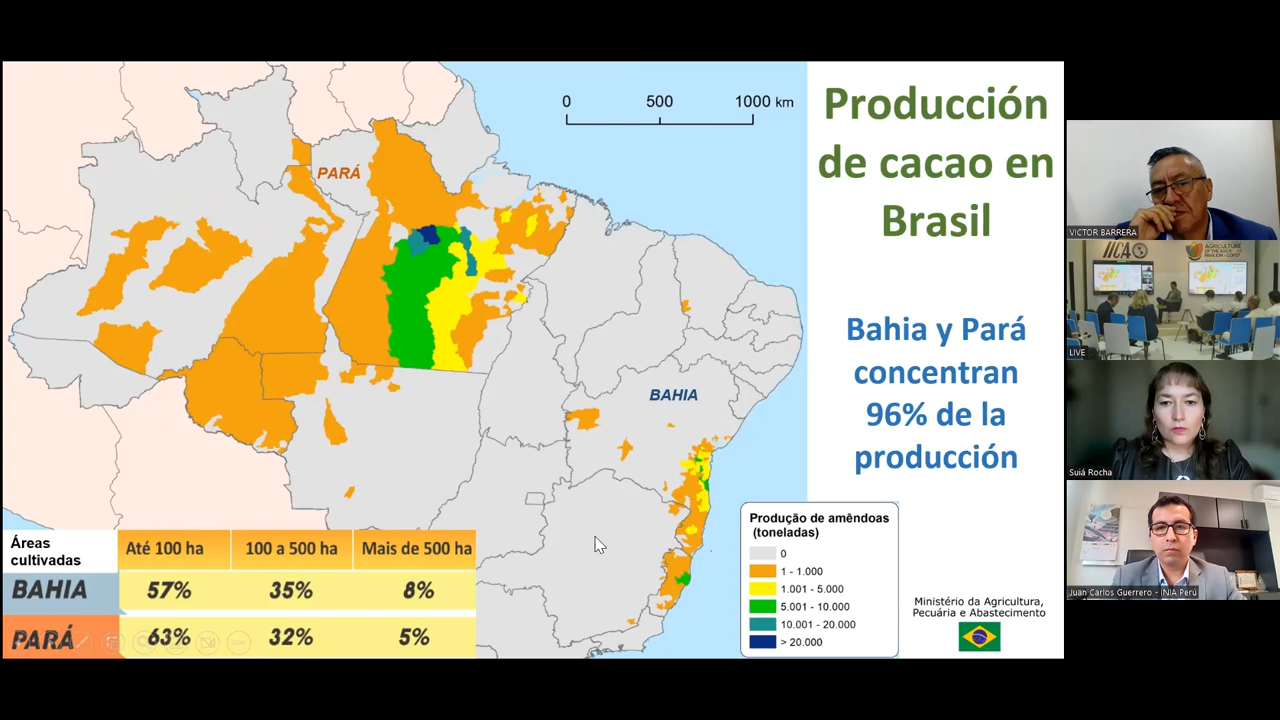 0 500 1000 km
Producción
de cacao en
Brasil
PARÁ
Bahia y Pará
concentran
96% de la
producción
BAHIA
Produção de amêndoas
(toneladas)
0
1 - 1.000
1.001 - 5.000
5.001 - 10.000
10.001 - 20.000
> 20.000
Ministério da Agricultura,
Pecuária e Abastecimento
Áreas
cultivadas
Até 100 ha 100 a 500 ha Mais de 500 ha
BAHIA 57% 35% 8%
PARÁ 63% 32% 5%
VICTOR BARRERA
IICA
AGRICULTURE
LIVE
Suiá Rocha
Juan Carlos Guerrero - INIA Perú